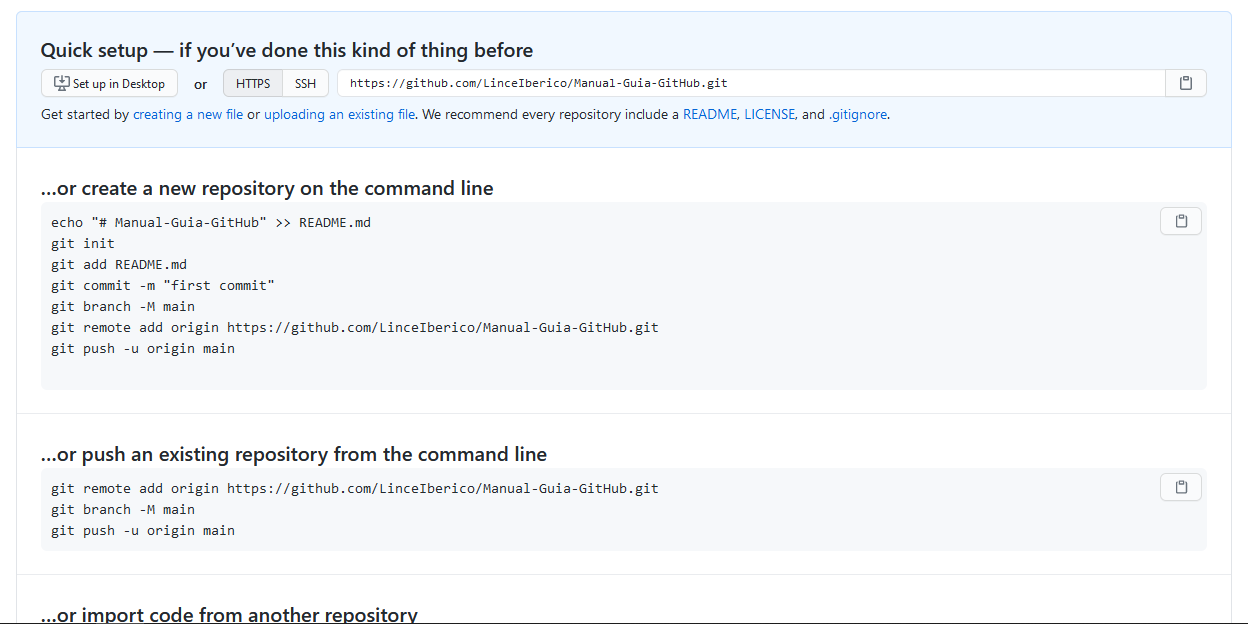 Quick setup — if you’ve done this kind of thing before
Set up in Desktop or HTTPS SSH https://github.com/LinceIberico/Manual-Guia-GitHub.git
Get started by creating a new file or uploading an existing file. We recommend every repository include a README, LICENSE, and .gitignore.
…or create a new repository on the command line
echo "# Manual-Guia-GitHub" >> README.md
git init
git add README.md
git commit -m "first commit"
git branch -M main
git remote add origin https://github.com/LinceIberico/Manual-Guia-GitHub.git
git push -u origin main
…or push an existing repository from the command line
git remote add origin https://github.com/LinceIberico/Manual-Guia-GitHub.git
git branch -M main
git push -u origin main
…or import code from another repository